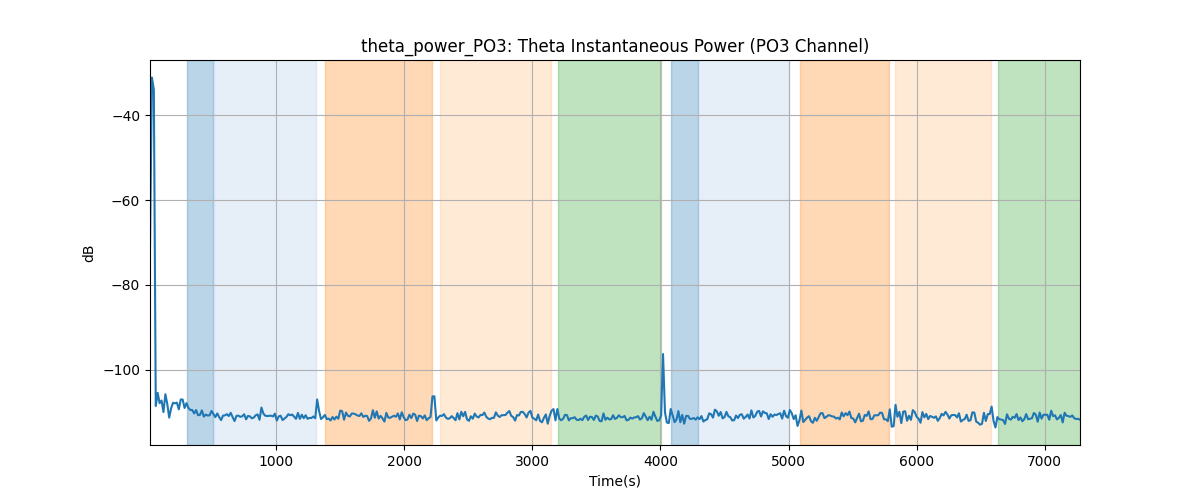 theta_power_PO3: Theta Instantaneous Power (PO3 Channel)
−40
−60
−80
−100
dB
1000 2000 3000 4000 5000 6000 7000
Time(s)